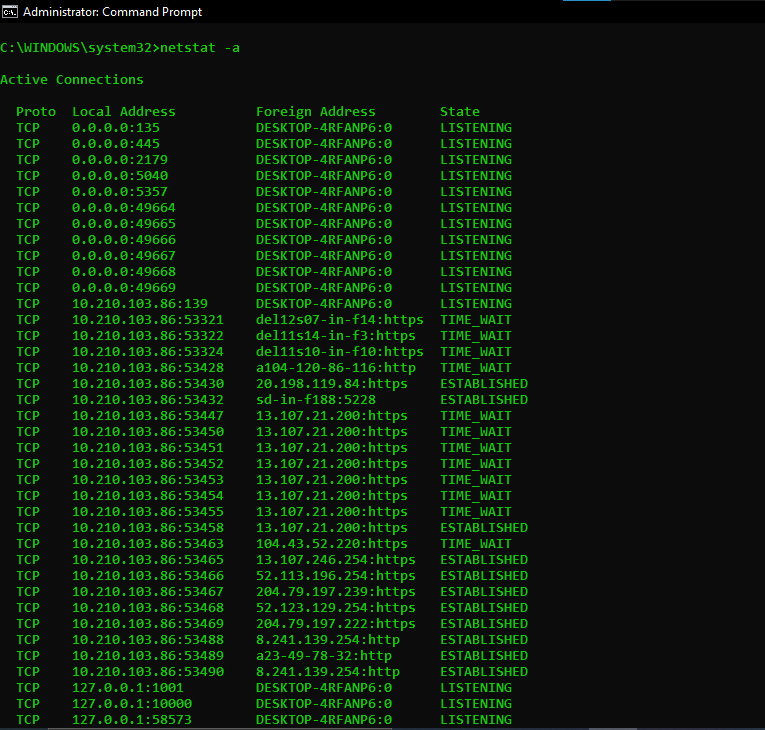 Administrator: Command Prompt
C:\WINDOWS\system32>netstat -a
Active Connections
Proto  Local Address          Foreign Address        State
TCP    0.0.0.0:135            DESKTOP-4RFANP6:0      LISTENING
TCP    0.0.0.0:445            DESKTOP-4RFANP6:0      LISTENING
TCP    0.0.0.0:2179           DESKTOP-4RFANP6:0      LISTENING
TCP    0.0.0.0:5040           DESKTOP-4RFANP6:0      LISTENING
TCP    0.0.0.0:5357           DESKTOP-4RFANP6:0      LISTENING
TCP    0.0.0.0:49664          DESKTOP-4RFANP6:0      LISTENING
TCP    0.0.0.0:49665          DESKTOP-4RFANP6:0      LISTENING
TCP    0.0.0.0:49666          DESKTOP-4RFANP6:0      LISTENING
TCP    0.0.0.0:49667          DESKTOP-4RFANP6:0      LISTENING
TCP    0.0.0.0:49668          DESKTOP-4RFANP6:0      LISTENING
TCP    0.0.0.0:49669          DESKTOP-4RFANP6:0      LISTENING
TCP    10.210.103.86:139      DESKTOP-4RFANP6:0      LISTENING
TCP    10.210.103.86:53321    del12s07-in-f14:https  TIME_WAIT
TCP    10.210.103.86:53322    del11s14-in-f3:https   TIME_WAIT
TCP    10.210.103.86:53324    del11s10-in-f10:https  TIME_WAIT
TCP    10.210.103.86:53428    a104-120-86-116:http   TIME_WAIT
TCP    10.210.103.86:53430    20.198.119.84:https    ESTABLISHED
TCP    10.210.103.86:53432    sd-in-f188:5228        ESTABLISHED
TCP    10.210.103.86:53447    13.107.21.200:https    TIME_WAIT
TCP    10.210.103.86:53450    13.107.21.200:https    TIME_WAIT
TCP    10.210.103.86:53451    13.107.21.200:https    TIME_WAIT
TCP    10.210.103.86:53452    13.107.21.200:https    TIME_WAIT
TCP    10.210.103.86:53453    13.107.21.200:https    TIME_WAIT
TCP    10.210.103.86:53454    13.107.21.200:https    TIME_WAIT
TCP    10.210.103.86:53455    13.107.21.200:https    TIME_WAIT
TCP    10.210.103.86:53458    13.107.21.200:https    ESTABLISHED
TCP    10.210.103.86:53463    104.43.52.220:https    TIME_WAIT
TCP    10.210.103.86:53465    13.107.246.254:https   ESTABLISHED
TCP    10.210.103.86:53466    52.113.196.254:https   ESTABLISHED
TCP    10.210.103.86:53467    204.79.197.239:https   ESTABLISHED
TCP    10.210.103.86:53468    52.123.129.254:https   ESTABLISHED
TCP    10.210.103.86:53469    204.79.197.222:https   ESTABLISHED
TCP    10.210.103.86:53488    8.241.139.254:http     ESTABLISHED
TCP    10.210.103.86:53489    a23-49-78-32:http      ESTABLISHED
TCP    10.210.103.86:53490    8.241.139.254:http     ESTABLISHED
TCP    127.0.0.1:1001         DESKTOP-4RFANP6:0      LISTENING
TCP    127.0.0.1:10000        DESKTOP-4RFANP6:0      LISTENING
TCP    127.0.0.1:58573        DESKTOP-4RFANP6:0      LISTENING